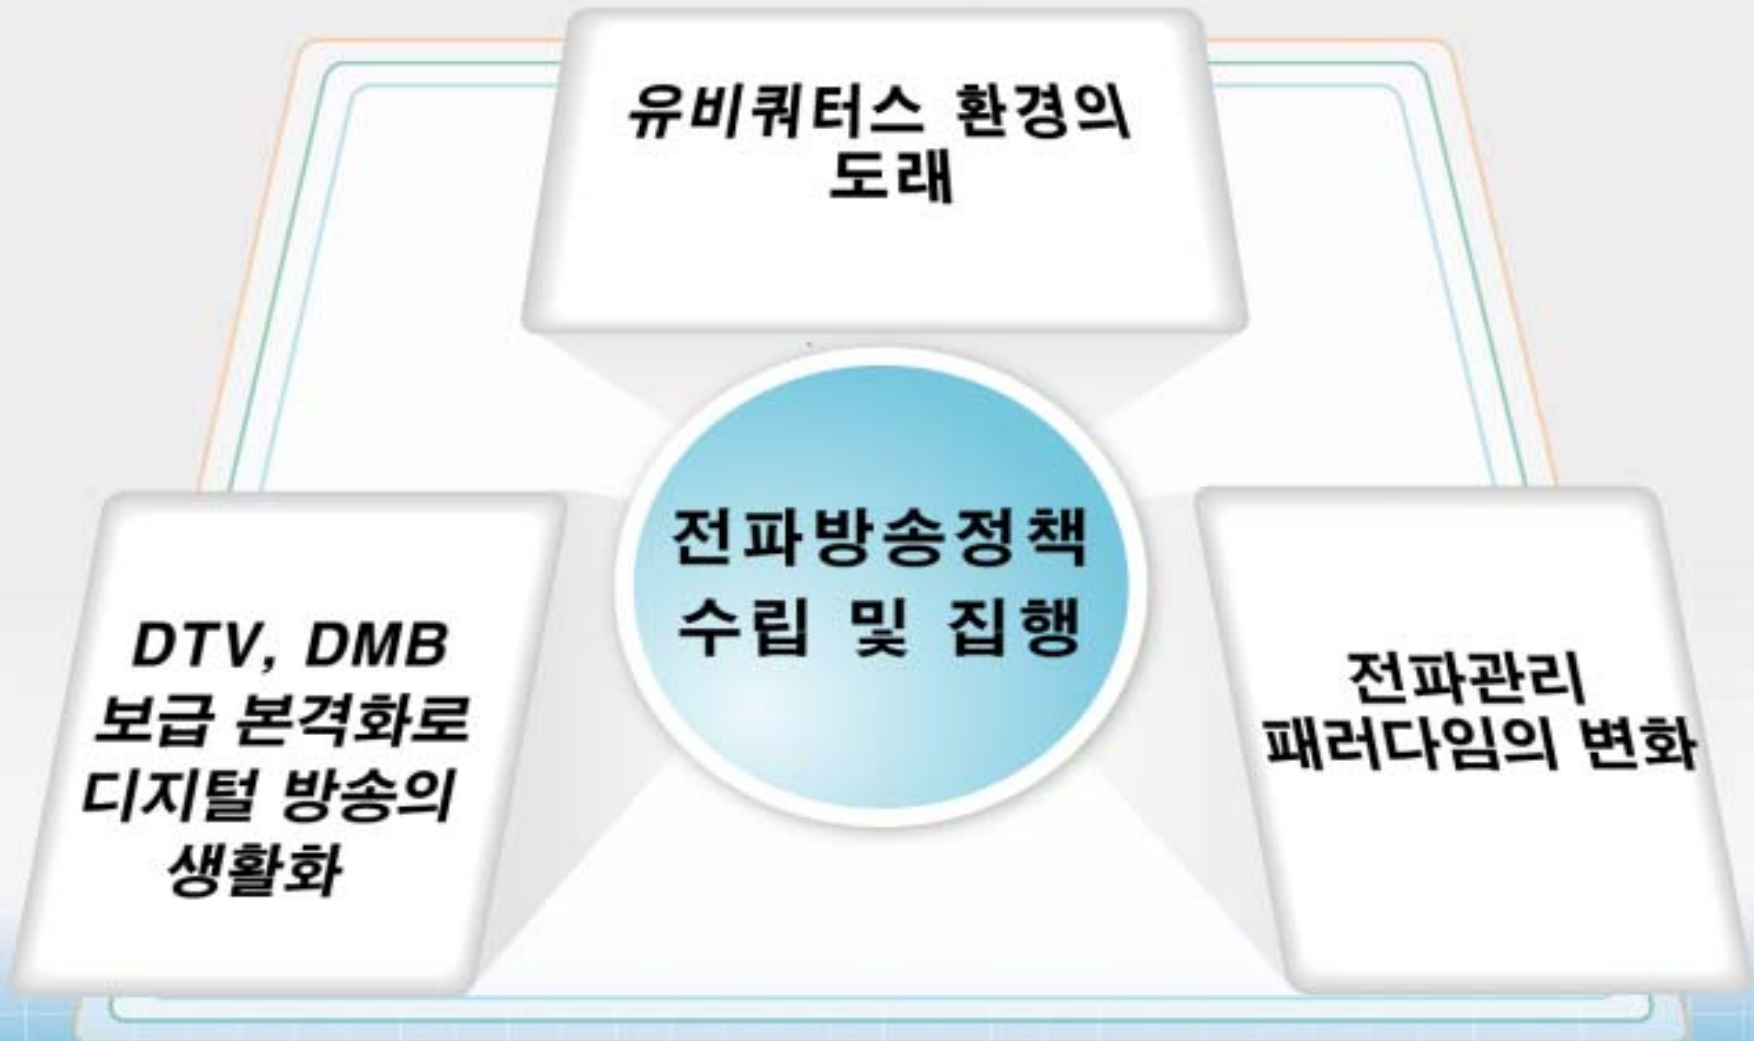 유비쿼터스 환경의
도래
전파방송정책
수립 및 집행
DTV, DMB
보급 본격화로
디지털 방송의
생활화
전파관리
패러다임의 변화